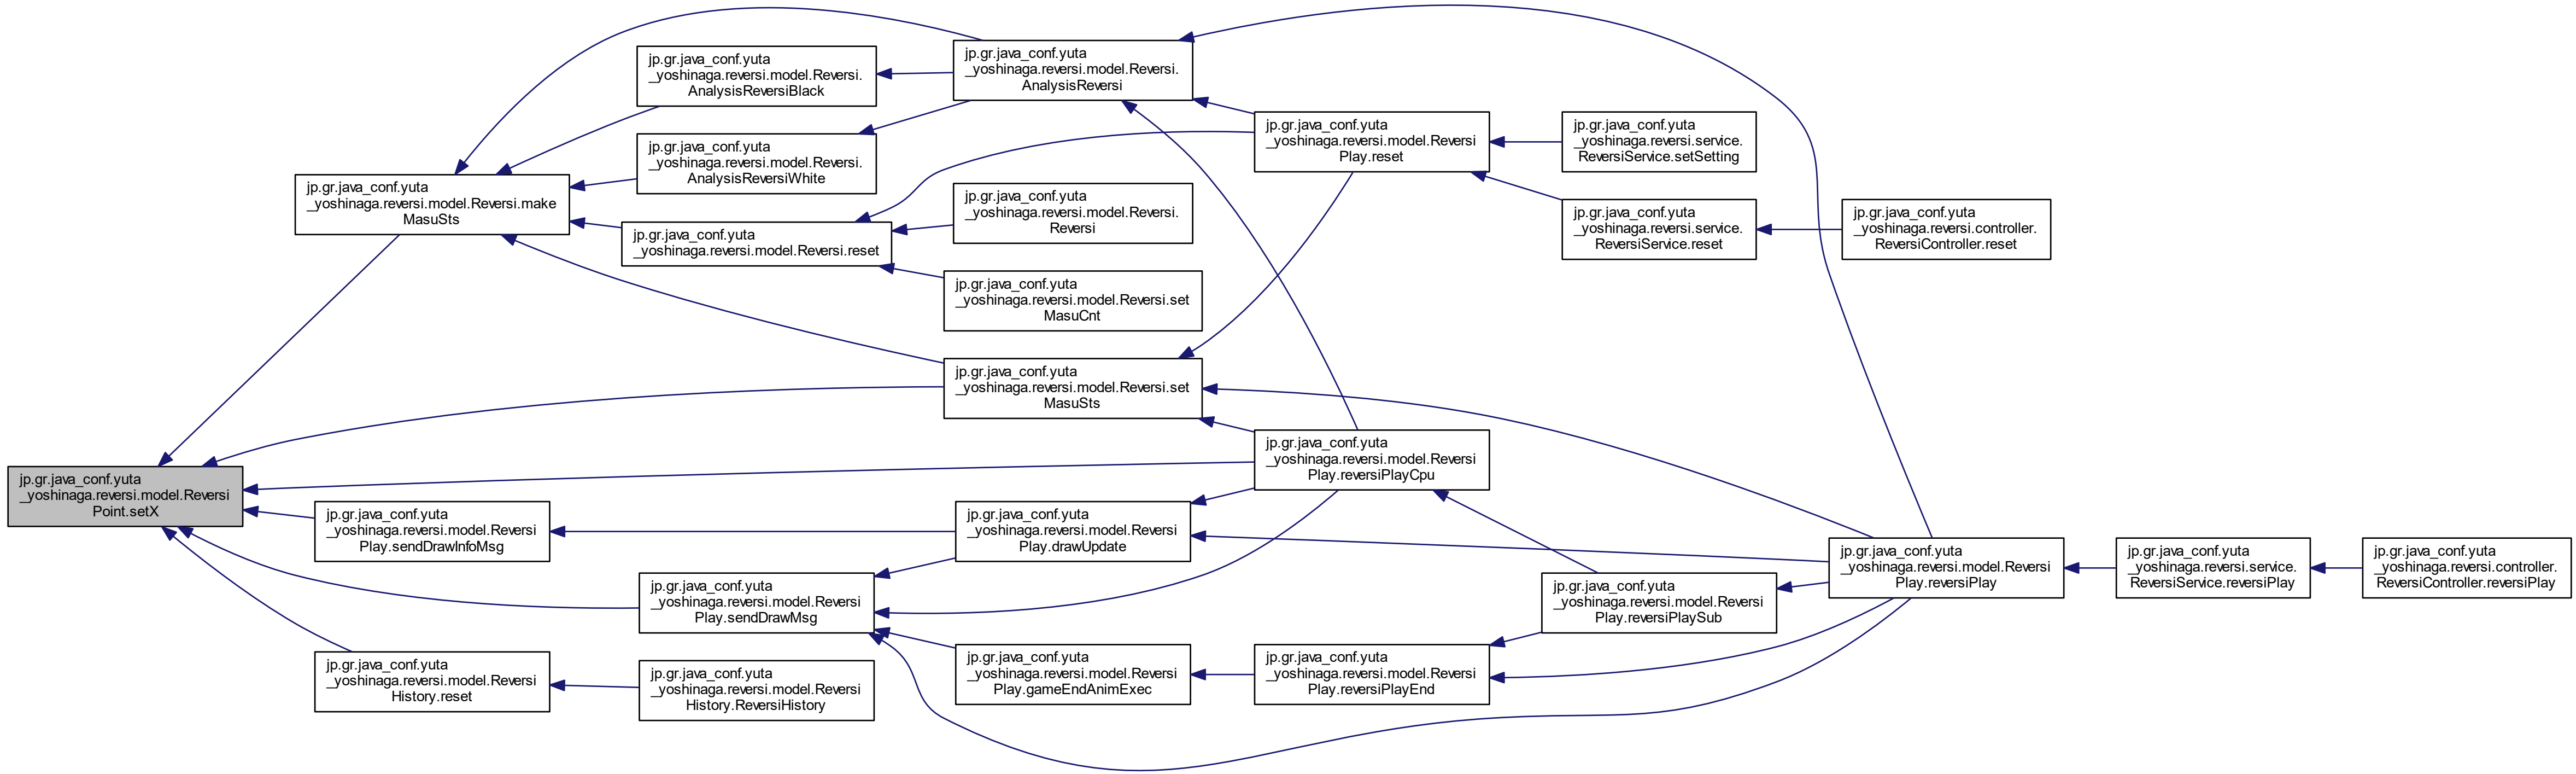 jp.gr.java_conf.yuta
_yoshinaga.reversi.model.Reversi
Point.setX
jp.gr.java_conf.yuta
_yoshinaga.reversi.model.Reversi.make
MasuSts
jp.gr.java_conf.yuta
_yoshinaga.reversi.model.Reversi
Play.sendDrawInfoMsg
jp.gr.java_conf.yuta
_yoshinaga.reversi.model.Reversi
History.reset
jp.gr.java_conf.yuta
_yoshinaga.reversi.model.Reversi.
AnalysisReversiBlack
jp.gr.java_conf.yuta
_yoshinaga.reversi.model.Reversi.
AnalysisReversiWhite
jp.gr.java_conf.yuta
_yoshinaga.reversi.model.Reversi.reset
jp.gr.java_conf.yuta
_yoshinaga.reversi.model.Reversi
Play.sendDrawMsg
jp.gr.java_conf.yuta
_yoshinaga.reversi.model.Reversi
History.ReversiHistory
jp.gr.java_conf.yuta
_yoshinaga.reversi.model.Reversi.
AnalysisReversi
jp.gr.java_conf.yuta
_yoshinaga.reversi.model.Reversi.
Reversi
jp.gr.java_conf.yuta
_yoshinaga.reversi.model.Reversi.set
MasuCnt
jp.gr.java_conf.yuta
_yoshinaga.reversi.model.Reversi.set
MasuSts
jp.gr.java_conf.yuta
_yoshinaga.reversi.model.Reversi
Play.drawUpdate
jp.gr.java_conf.yuta
_yoshinaga.reversi.model.Reversi
Play.gameEndAnimExec
jp.gr.java_conf.yuta
_yoshinaga.reversi.model.Reversi
Play.reset
jp.gr.java_conf.yuta
_yoshinaga.reversi.model.Reversi
Play.reversiPlayCpu
jp.gr.java_conf.yuta
_yoshinaga.reversi.model.Reversi
Play.reversiPlayEnd
jp.gr.java_conf.yuta
_yoshinaga.reversi.service.
ReversiService.setSetting
jp.gr.java_conf.yuta
_yoshinaga.reversi.service.
ReversiService.reset
jp.gr.java_conf.yuta
_yoshinaga.reversi.model.Reversi
Play.reversiPlaySub
jp.gr.java_conf.yuta
_yoshinaga.reversi.controller.
ReversiController.reset
jp.gr.java_conf.yuta
_yoshinaga.reversi.model.Reversi
Play.reversiPlay
jp.gr.java_conf.yuta
_yoshinaga.reversi.service.
ReversiService.reversiPlay
jp.gr.java_conf.yuta
_yoshinaga.reversi.controller.
ReversiController.reversiPlay